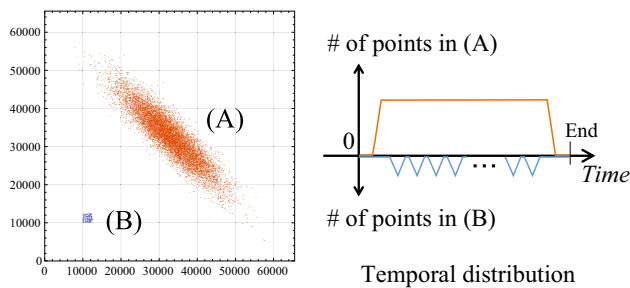 60000
50000
40000
30000
20000
10000
0
0 10000 20000 30000 40000 50000 60000
(A)
(B)
# of points in (A)
0
End
...
Time
# of points in (B)
Temporal distribution